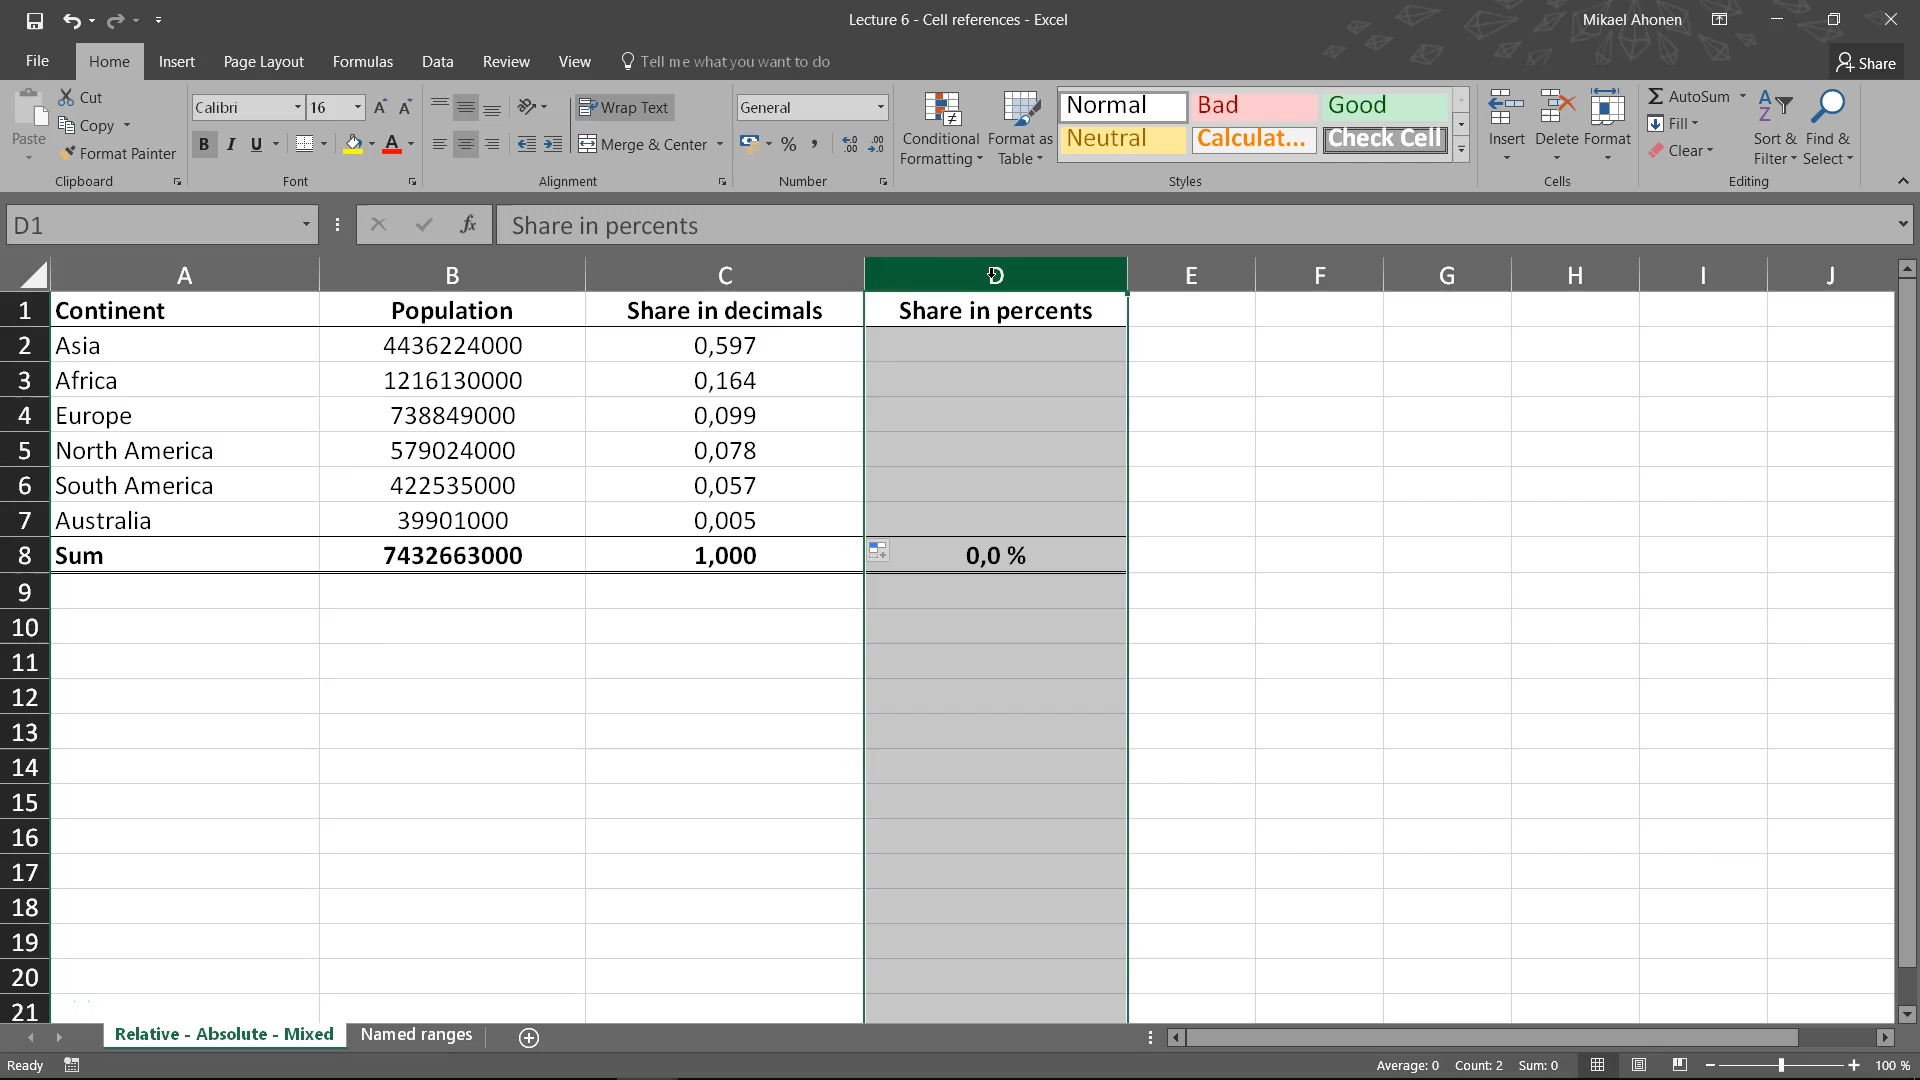 Lecture 6 - Cell references - Excel
Mikael Ahonen
File Home Insert Page Layout Formulas Data Review View Tell me what you want to do Share
Paste Cut Copy Format Painter Clipboard
Calibri 16 A A B I U A Font
Wrap Text Merge & Center Alignment
General % , Number
Conditional Formatting Format as Table
Normal Bad Good
Neutral Calculat... Check Cell
Styles
Insert Delete Format Cells
AutoSum Fill Clear Sort & Filter Find & Select Editing
D1 fx Share in percents
A B C D E F G H I J
1 Continent Population Share in decimals Share in percents
2 Asia 4436224000 0,597
3 Africa 1216130000 0,164
4 Europe 738849000 0,099
5 North America 579024000 0,078
6 South America 422535000 0,057
7 Australia 39901000 0,005
8 Sum 7432663000 1,000 0,0 %
9
10
11
12
13
14
15
16
17
18
19
20
21
Relative - Absolute - Mixed Named ranges
Ready Average: 0 Count: 2 Sum: 0 100 %